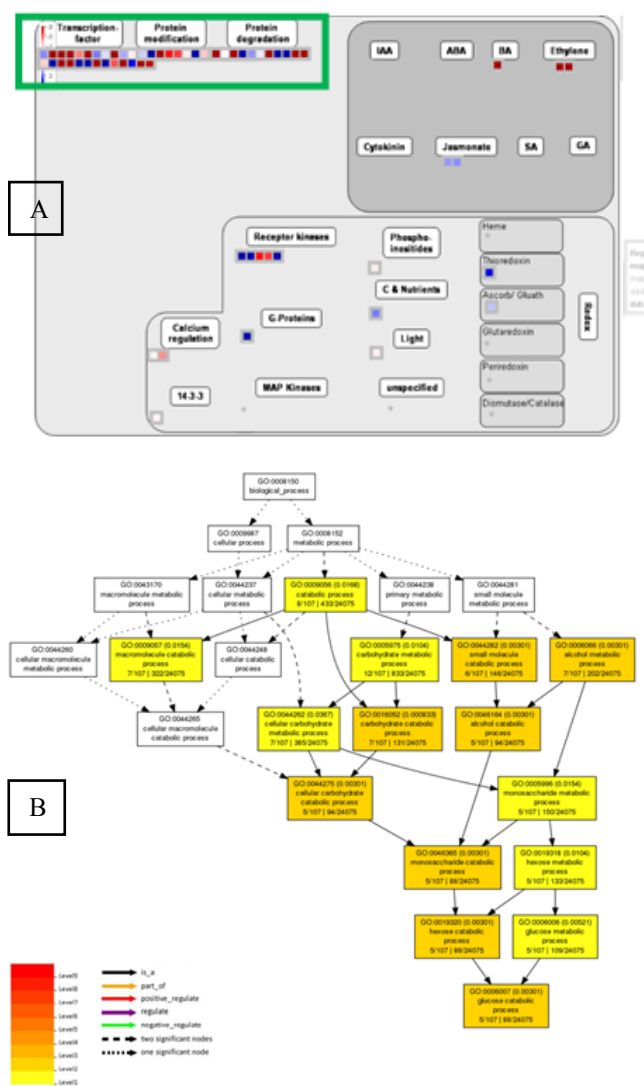 A
Transcription-
factor
Protein
modification
Protein
degradation
IAA
ABA
BA
Ethylene
Cytokinin
Jasmonate
SA
GA
Receptor kinases
Phospho-
inositides
C & Nutrients
G-Proteins
Light
Calcium
regulation
14-3-3
MAP Kinases
unspecified
Heme
Thioredoxin
Ascorb/ Gluath
Glutaredoxin
Periredoxin
Dismutase/Catalase
Redox
B
GO:0008150
biological_process
GO:0009987
cellular process
GO:0008152
metabolic process
GO:0043170
macromolecule metabolic
process
GO:0044237
cellular metabolic
process
GO:0009056 (0.0168)
catabolic process
8/107 | 433/24075
GO:0044238
primary metabolic
process
GO:0044281
small molecule
metabolic process
GO:0044260
cellular macromolecule
metabolic process
GO:0009057 (0.0154)
macromolecule catabolic
process
7/107 | 322/24075
GO:0044248
cellular catabolic
process
GO:0005975 (0.0104)
carbohydrate metabolic
process
12/107 | 833/24075
GO:0044282 (0.00301)
small molecule
catabolic process
6/107 | 146/24075
GO:0006066 (0.00301)
alcohol metabolic
process
7/107 | 202/24075
GO:0044265
cellular macromolecule
catabolic process
GO:0044262 (0.0367)
cellular carbohydrate
metabolic process
7/107 | 385/24075
GO:0016052 (0.000833)
carbohydrate catabolic
process
7/107 | 131/24075
GO:0046164 (0.00301)
alcohol catabolic
process
5/107 | 94/24075
GO:0044275 (0.00301)
cellular carbohydrate
catabolic process
5/107 | 94/24075
GO:0005996 (0.0154)
monosaccharide metabolic
process
5/107 | 150/24075
GO:0046365 (0.00301)
monosaccharide catabolic
process
5/107 | 88/24075
GO:0019318 (0.0104)
hexose metabolic
process
5/107 | 133/24075
GO:0019320 (0.00301)
hexose catabolic
process
5/107 | 88/24075
GO:0006006 (0.00521)
glucose metabolic
process
5/107 | 109/24075
GO:0006007 (0.00301)
glucose catabolic
process
5/107 | 88/24075
Level9
Level8
Level7
Level6
Level5
Level4
Level3
Level2
Level1
is_a
part_of
positive_regulate
regulate
negative_regulate
two significant nodes
one significant node